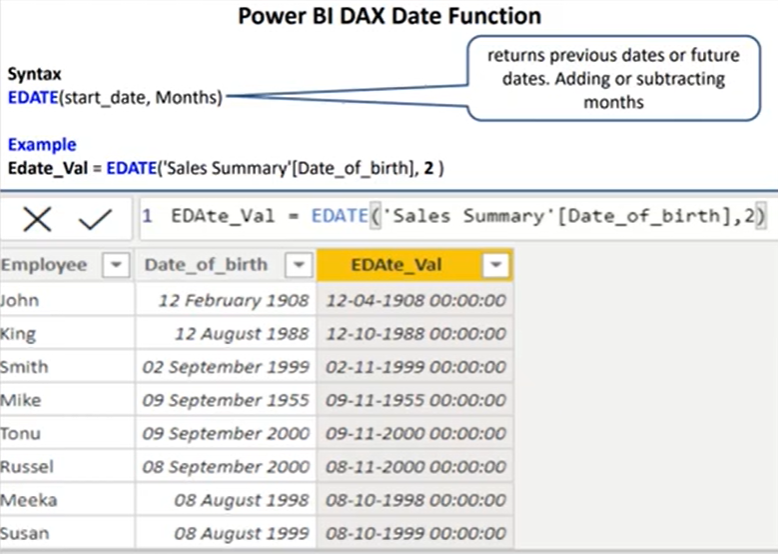 Power BI DAX Date Function
returns previous dates or future
dates. Adding or subtracting
months
Syntax
EDATE(start_date, Months)
Example
Edate_Val = EDATE('Sales Summary'[Date_of_birth], 2 )
1 EDAte_Val = EDATE('Sales Summary'[Date_of_birth],2)
Employee Date_of_birth EDAte_Val
John 12 February 1908 12-04-1908 00:00:00
King 12 August 1988 12-10-1988 00:00:00
Smith 02 September 1999 02-11-1999 00:00:00
Mike 09 September 1955 09-11-1955 00:00:00
Tonu 09 September 2000 09-11-2000 00:00:00
Russel 08 September 2000 08-11-2000 00:00:00
Meeka 08 August 1998 08-10-1998 00:00:00
Susan 08 August 1999 08-10-1999 00:00:00